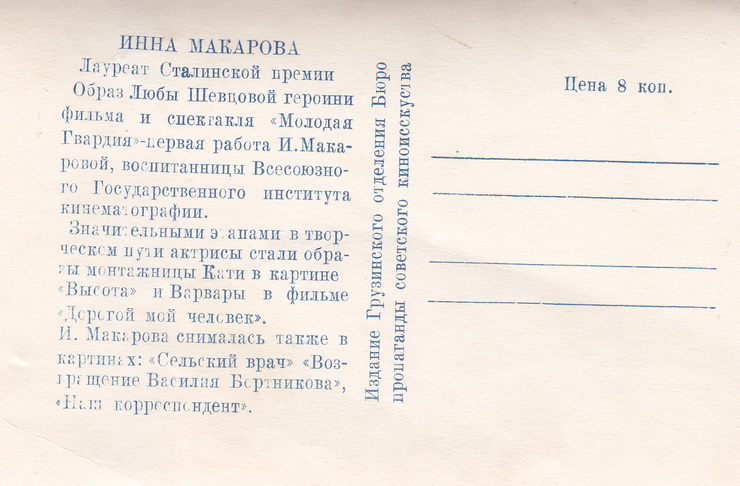 ИННА МАКАРОВА
Лауреат Сталинской премии
Образ Любы Шевцовой героини
фильма и спектакля «Молодая
Гвардия»-первая работа И.Мака-
ровой, воспитанницы Всесоюзно-
го Государственного института
кинематографии.
Значительными этапами в твор-
ческом пути актрисы стали обра-
зы монтажницы Кати в картине
«Высота» и Варвары в фильме
«Дорогой мой человек».
И. Макарова снималась также в
картинах: «Сельский врач» «Воз-
вращение Василия Бортникова»,
«Наш корреспондент».
Издание Грузинского отделения Бюро
пропаганды советского киноисскуства
Цена 8 коп.